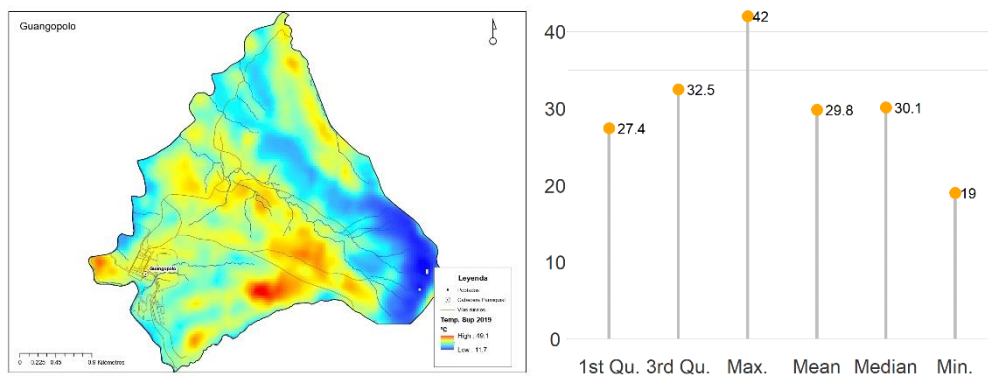 Guangopolo
Guangopolo
0 0.225 0.45 0.9 Kilometros
Leyenda
Poblados
Cabecera Parroquial
Vias rurales
Temp. Sup 2019
°C
High : 49.1
Low : 11.7
40
30
20
10
0
27.4
32.5
42
29.8
30.1
19
1st Qu. 3rd Qu. Max. Mean Median Min.